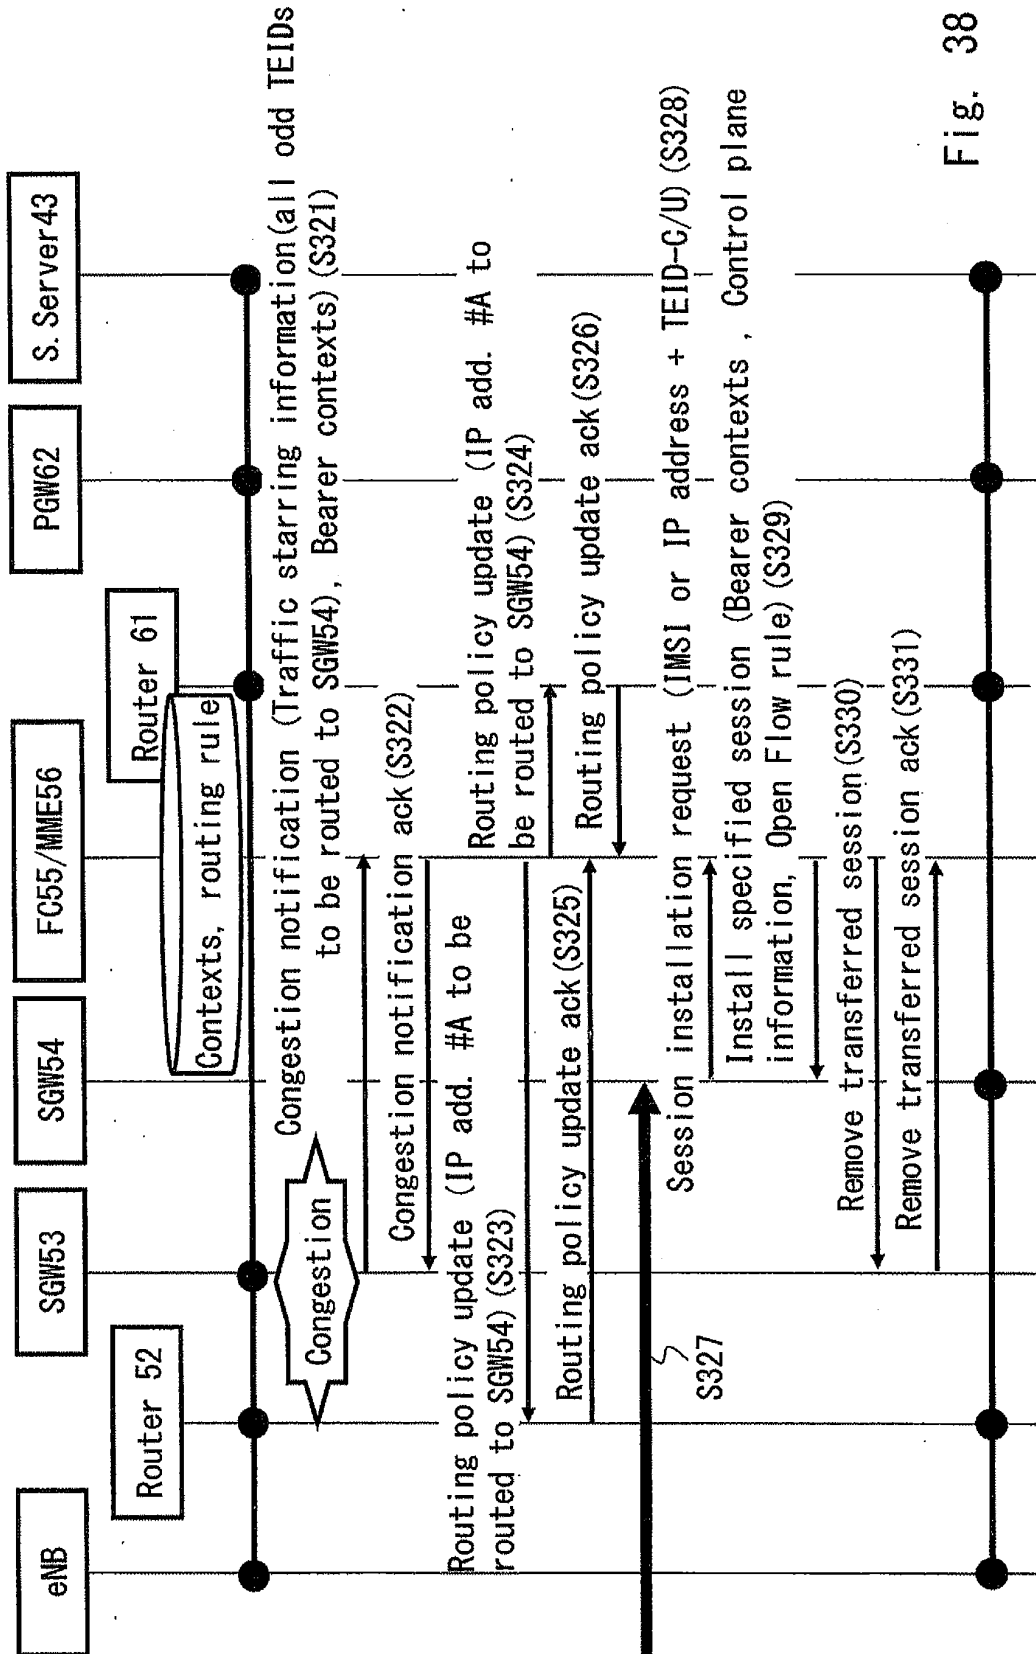 eNB
Router 52
SGW53
SGW54
FC55/MME56
Router 61
PGW62
S. Server43
Contexts, routing rule
Congestion
Congestion notification (Traffic starring information(all odd TEIDs
to be routed to SGW54), Bearer contexts) (S321)
Congestion notification ack(S322)
Routing policy update (IP add. #A to be
routed to SGW54) (S323)
Routing policy update (IP add. #A to
be routed to SGW54) (S324)
Routing policy update ack(S325)
Routing policy update ack(S326)
S327
Session installation request (IMSI or IP address + TEID-C/U) (S328)
Install specified session (Bearer contexts , Control plane
information, Open Flow rule) (S329)
Remove transferred session(S330)
Remove transferred session ack(S331)
Fig. 38